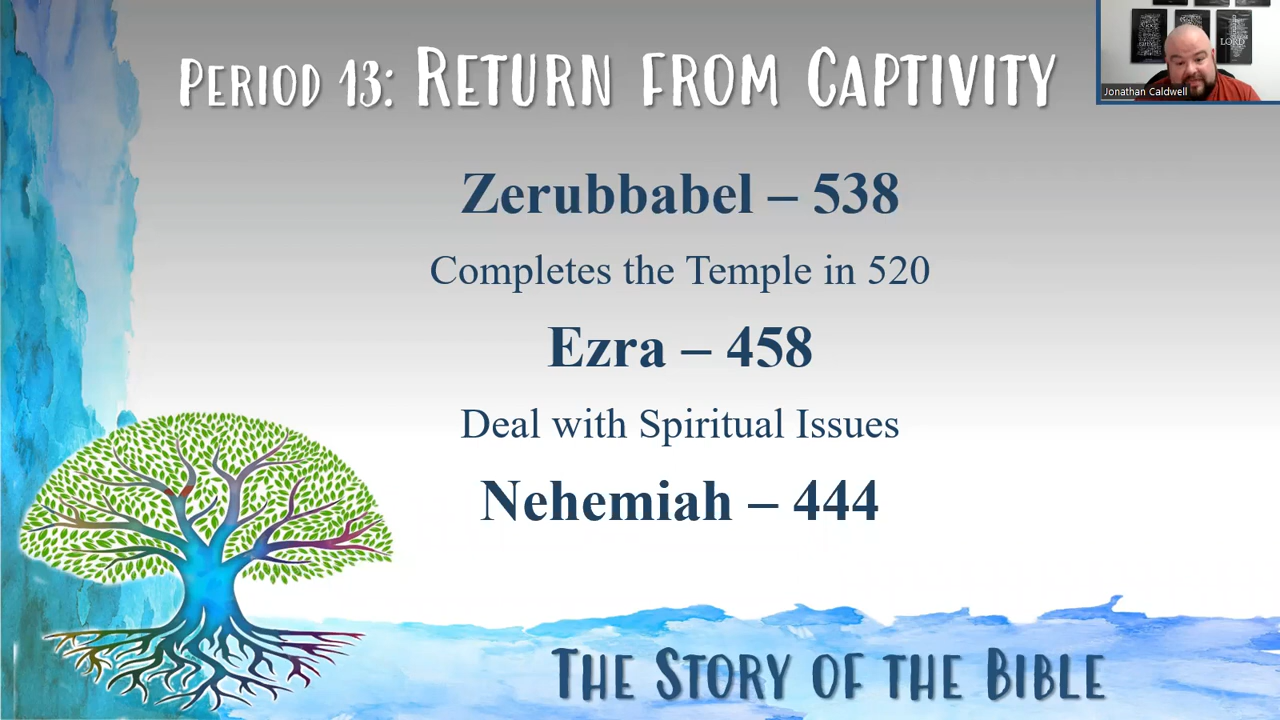 Period 13: Return from Captivity
Jonathan Caldwell
LORD
Zerubbabel – 538
Completes the Temple in 520
Ezra – 458
Deal with Spiritual Issues
Nehemiah – 444
The Story of the Bible